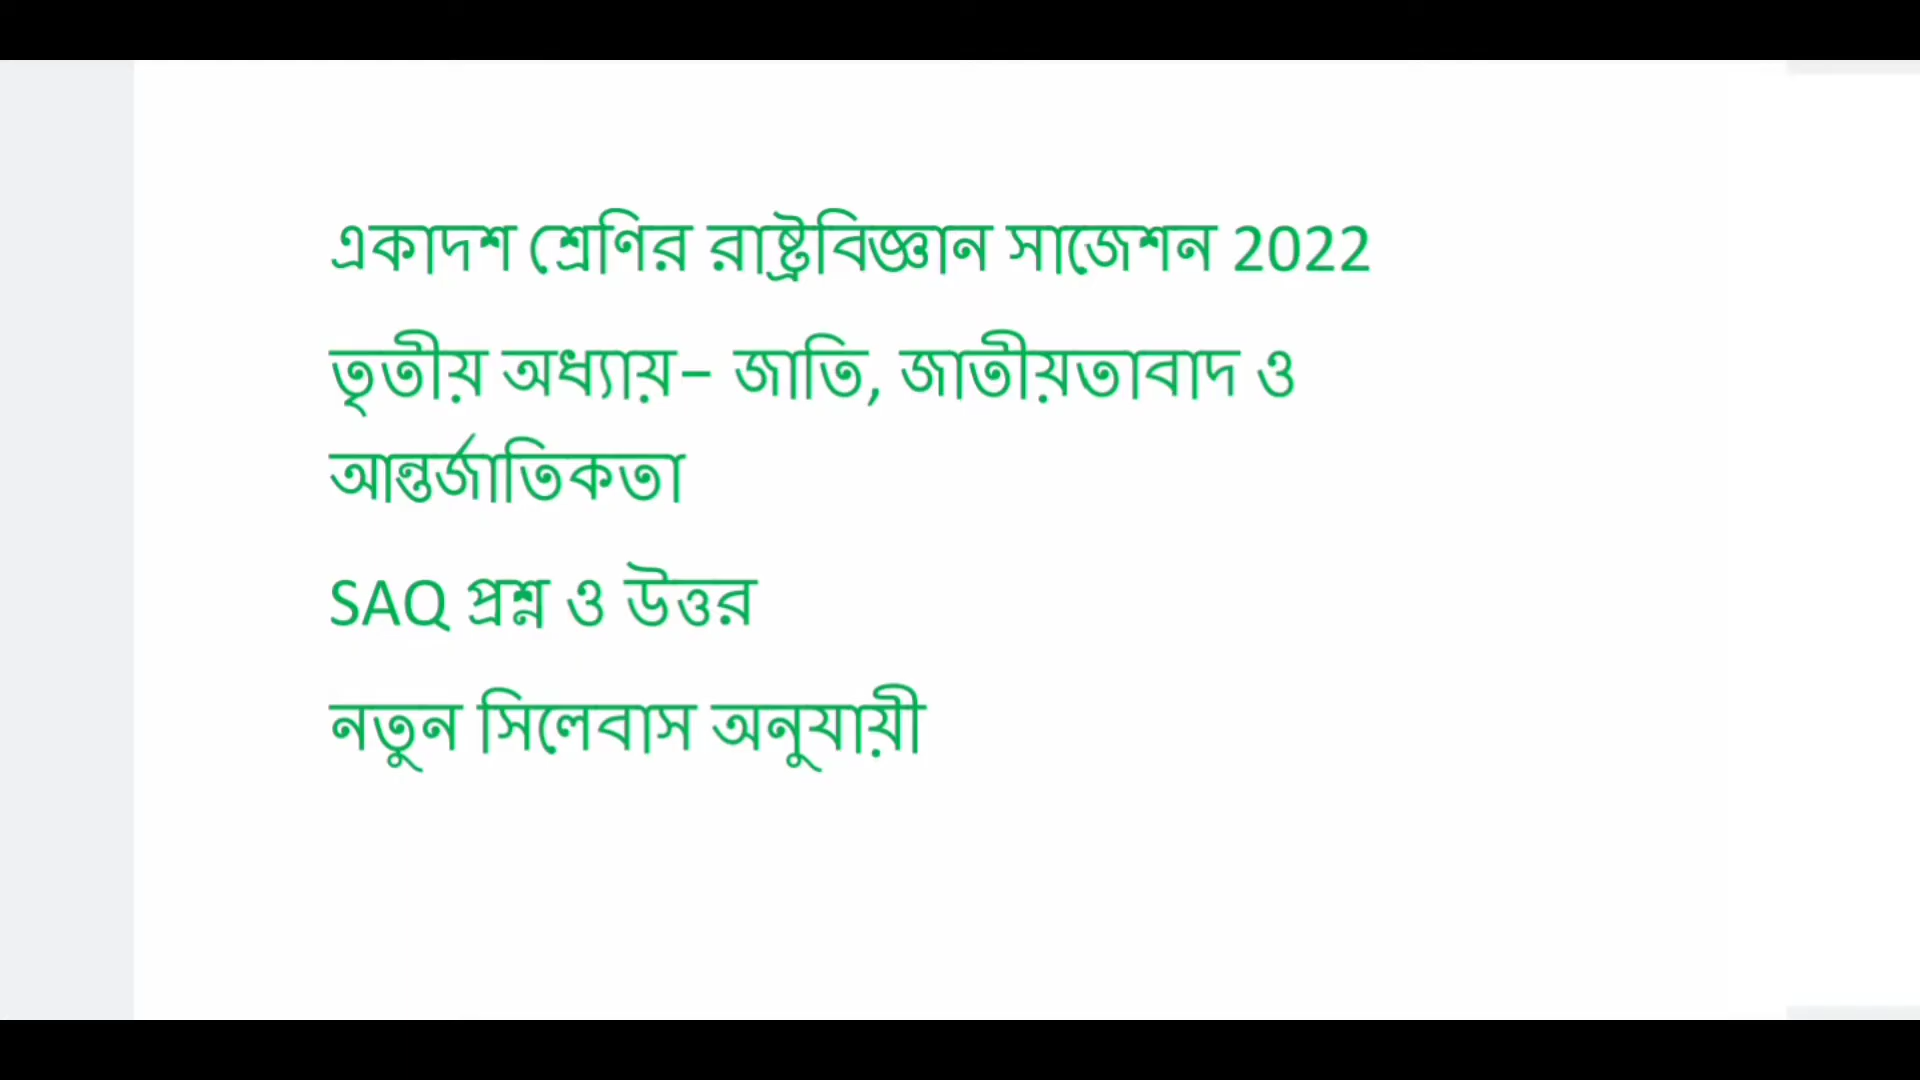 একাদশ শ্রেণির রাষ্ট্রবিজ্ঞান সাজেশন 2022
তৃতীয় অধ্যায়– জাতি, জাতীয়তাবাদ ও
আন্তর্জাতিকতা
SAQ প্রশ্ন ও উত্তর
নতুন সিলেবাস অনুযায়ী